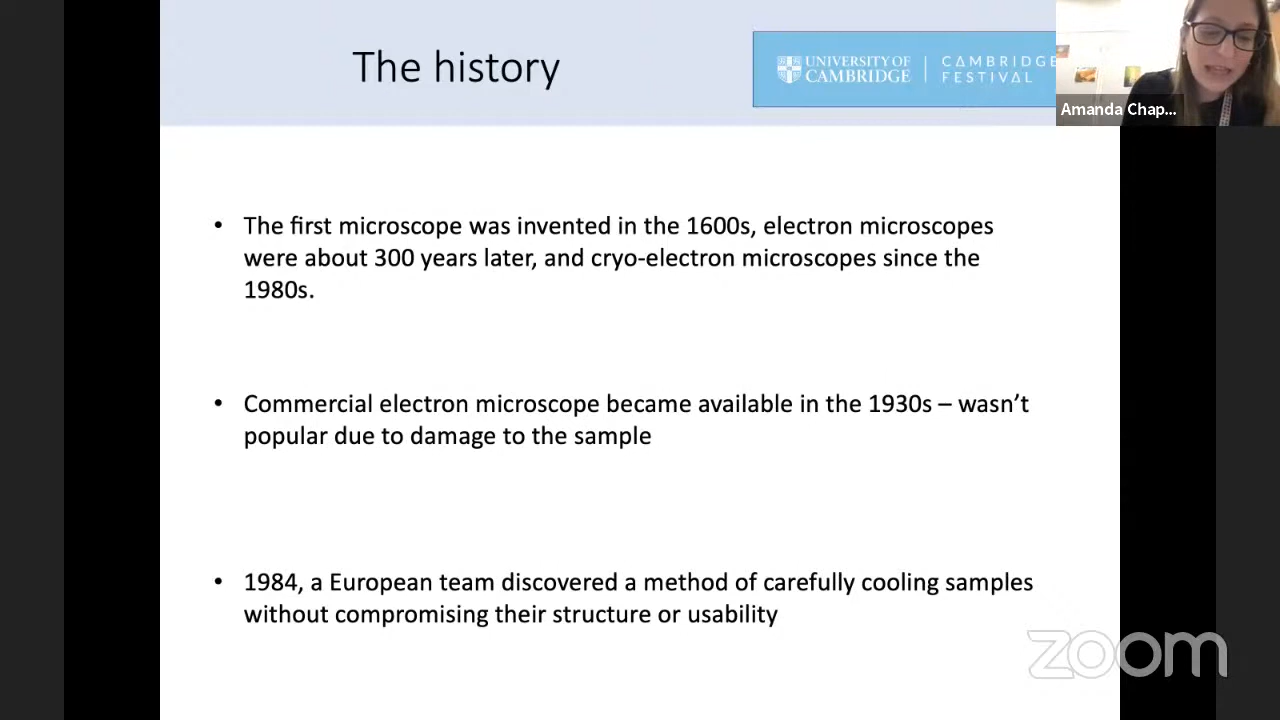 The history
UNIVERSITY OF
CAMBRIDGE
CAMBRIDGE
FESTIVAL
Amanda Chap...
• The first microscope was invented in the 1600s, electron microscopes
were about 300 years later, and cryo-electron microscopes since the
1980s.
• Commercial electron microscope became available in the 1930s – wasn’t
popular due to damage to the sample
• 1984, a European team discovered a method of carefully cooling samples
without compromising their structure or usability
zoom